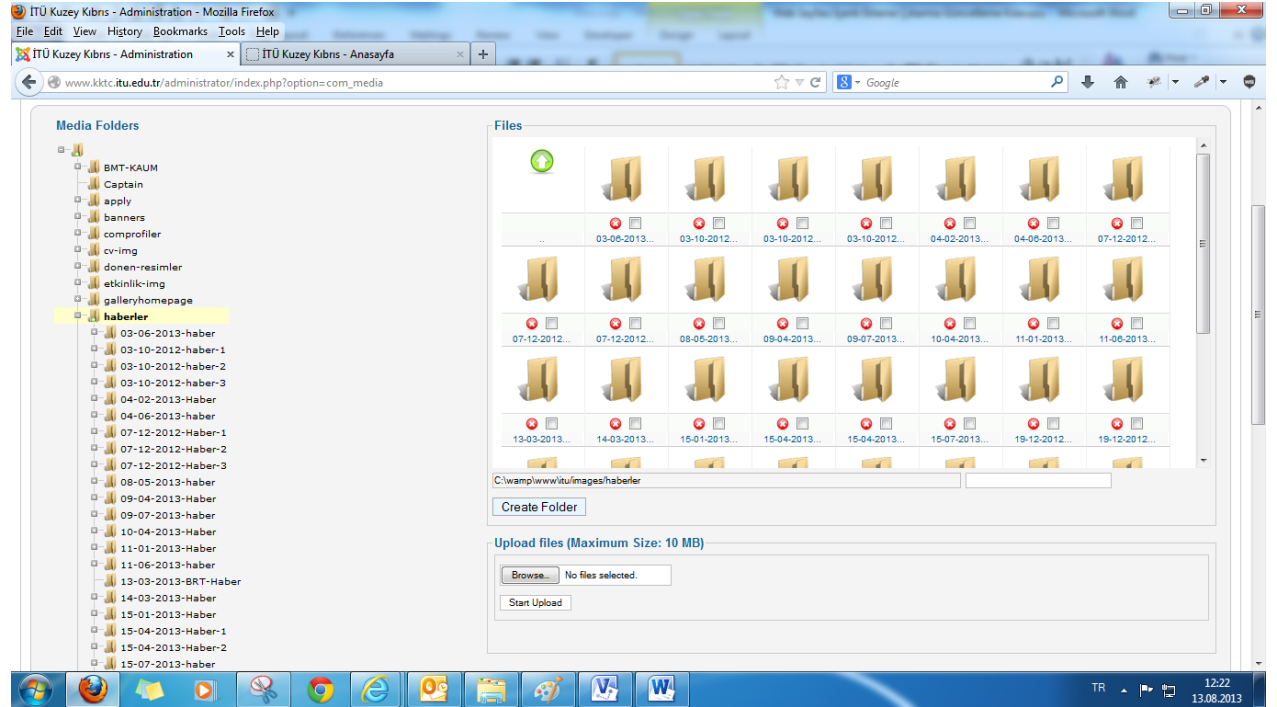 İTÜ Kuzey Kıbrıs - Administration - Mozilla Firefox
File Edit View History Bookmarks Tools Help
İTÜ Kuzey Kıbrıs - Administration × İTÜ Kuzey Kıbrıs - Anasayfa × +
www.kktc.itu.edu.tr/administrator/index.php?option=com_media
Google
Media Folders
BMT-KAUM
Captain
apply
banners
comprofiler
cv-img
donen-resimler
etkinlik-img
galleryhomepage
haberler
03-06-2013-haber
03-10-2012-haber-1
03-10-2012-haber-2
03-10-2012-haber-3
04-02-2013-Haber
04-06-2013-haber
07-12-2012-Haber-1
07-12-2012-Haber-2
07-12-2012-Haber-3
08-05-2013-haber
09-04-2013-Haber
09-07-2013-haber
10-04-2013-Haber
11-01-2013-Haber
11-06-2013-haber
13-03-2013-BRT-Haber
14-03-2013-Haber
15-01-2013-Haber
15-04-2013-Haber-1
15-04-2013-Haber-2
15-07-2013-haber
Files
.. 03-06-2013... 03-10-2012... 03-10-2012... 03-10-2012... 04-02-2013... 04-06-2013... 07-12-2012...
07-12-2012... 07-12-2012... 08-05-2013... 09-04-2013... 09-07-2013... 10-04-2013... 11-01-2013... 11-06-2013...
13-03-2013... 14-03-2013... 15-01-2013... 15-04-2013... 15-04-2013... 15-07-2013... 19-12-2012... 19-12-2012...
C:\wamp\www\itu/images/haberler
Create Folder
Upload files (Maximum Size: 10 MB)
Browse... No files selected.
Start Upload
TR
12:22
13.08.2013